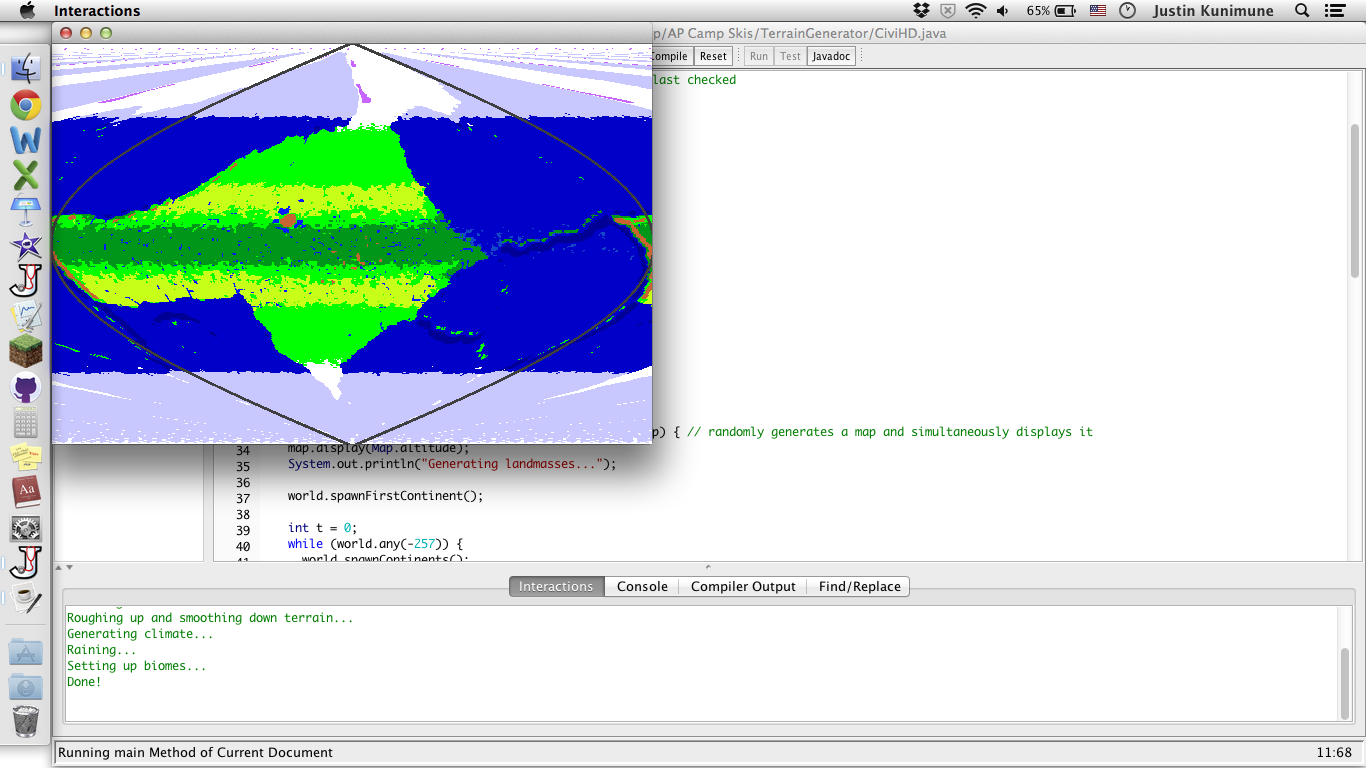 Interactions
65%
Justin Kunimune
p/AP Camp Skis/TerrainGenerator/CiviHD.java
ompile Reset Run Test Javadoc
last checked
p) { // randomly generates a map and simultaneously displays it
34 map.display(Map.altitude);
35 System.out.println("Generating landmasses...");
36
37 world.spawnFirstContinent();
38
39 int t = 0;
40 while (world.any(-257)) {
41 world.spawnContinents();
Interactions Console Compiler Output Find/Replace
Roughing up and smoothing down terrain...
Generating climate...
Raining...
Setting up biomes...
Done!
Running main Method of Current Document
11:68